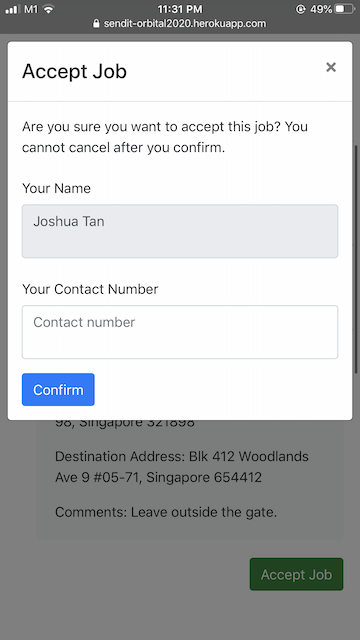 M1 11:31 PM 49%
sendit-orbital2020.herokuapp.com
Accept Job ×
Are you sure you want to accept this job? You
cannot cancel after you confirm.
Your Name
Joshua Tan
Your Contact Number
Contact number
Confirm
98, Singapore 321898
Destination Address: Blk 412 Woodlands
Ave 9 #05-71, Singapore 654412
Comments: Leave outside the gate.
Accept Job